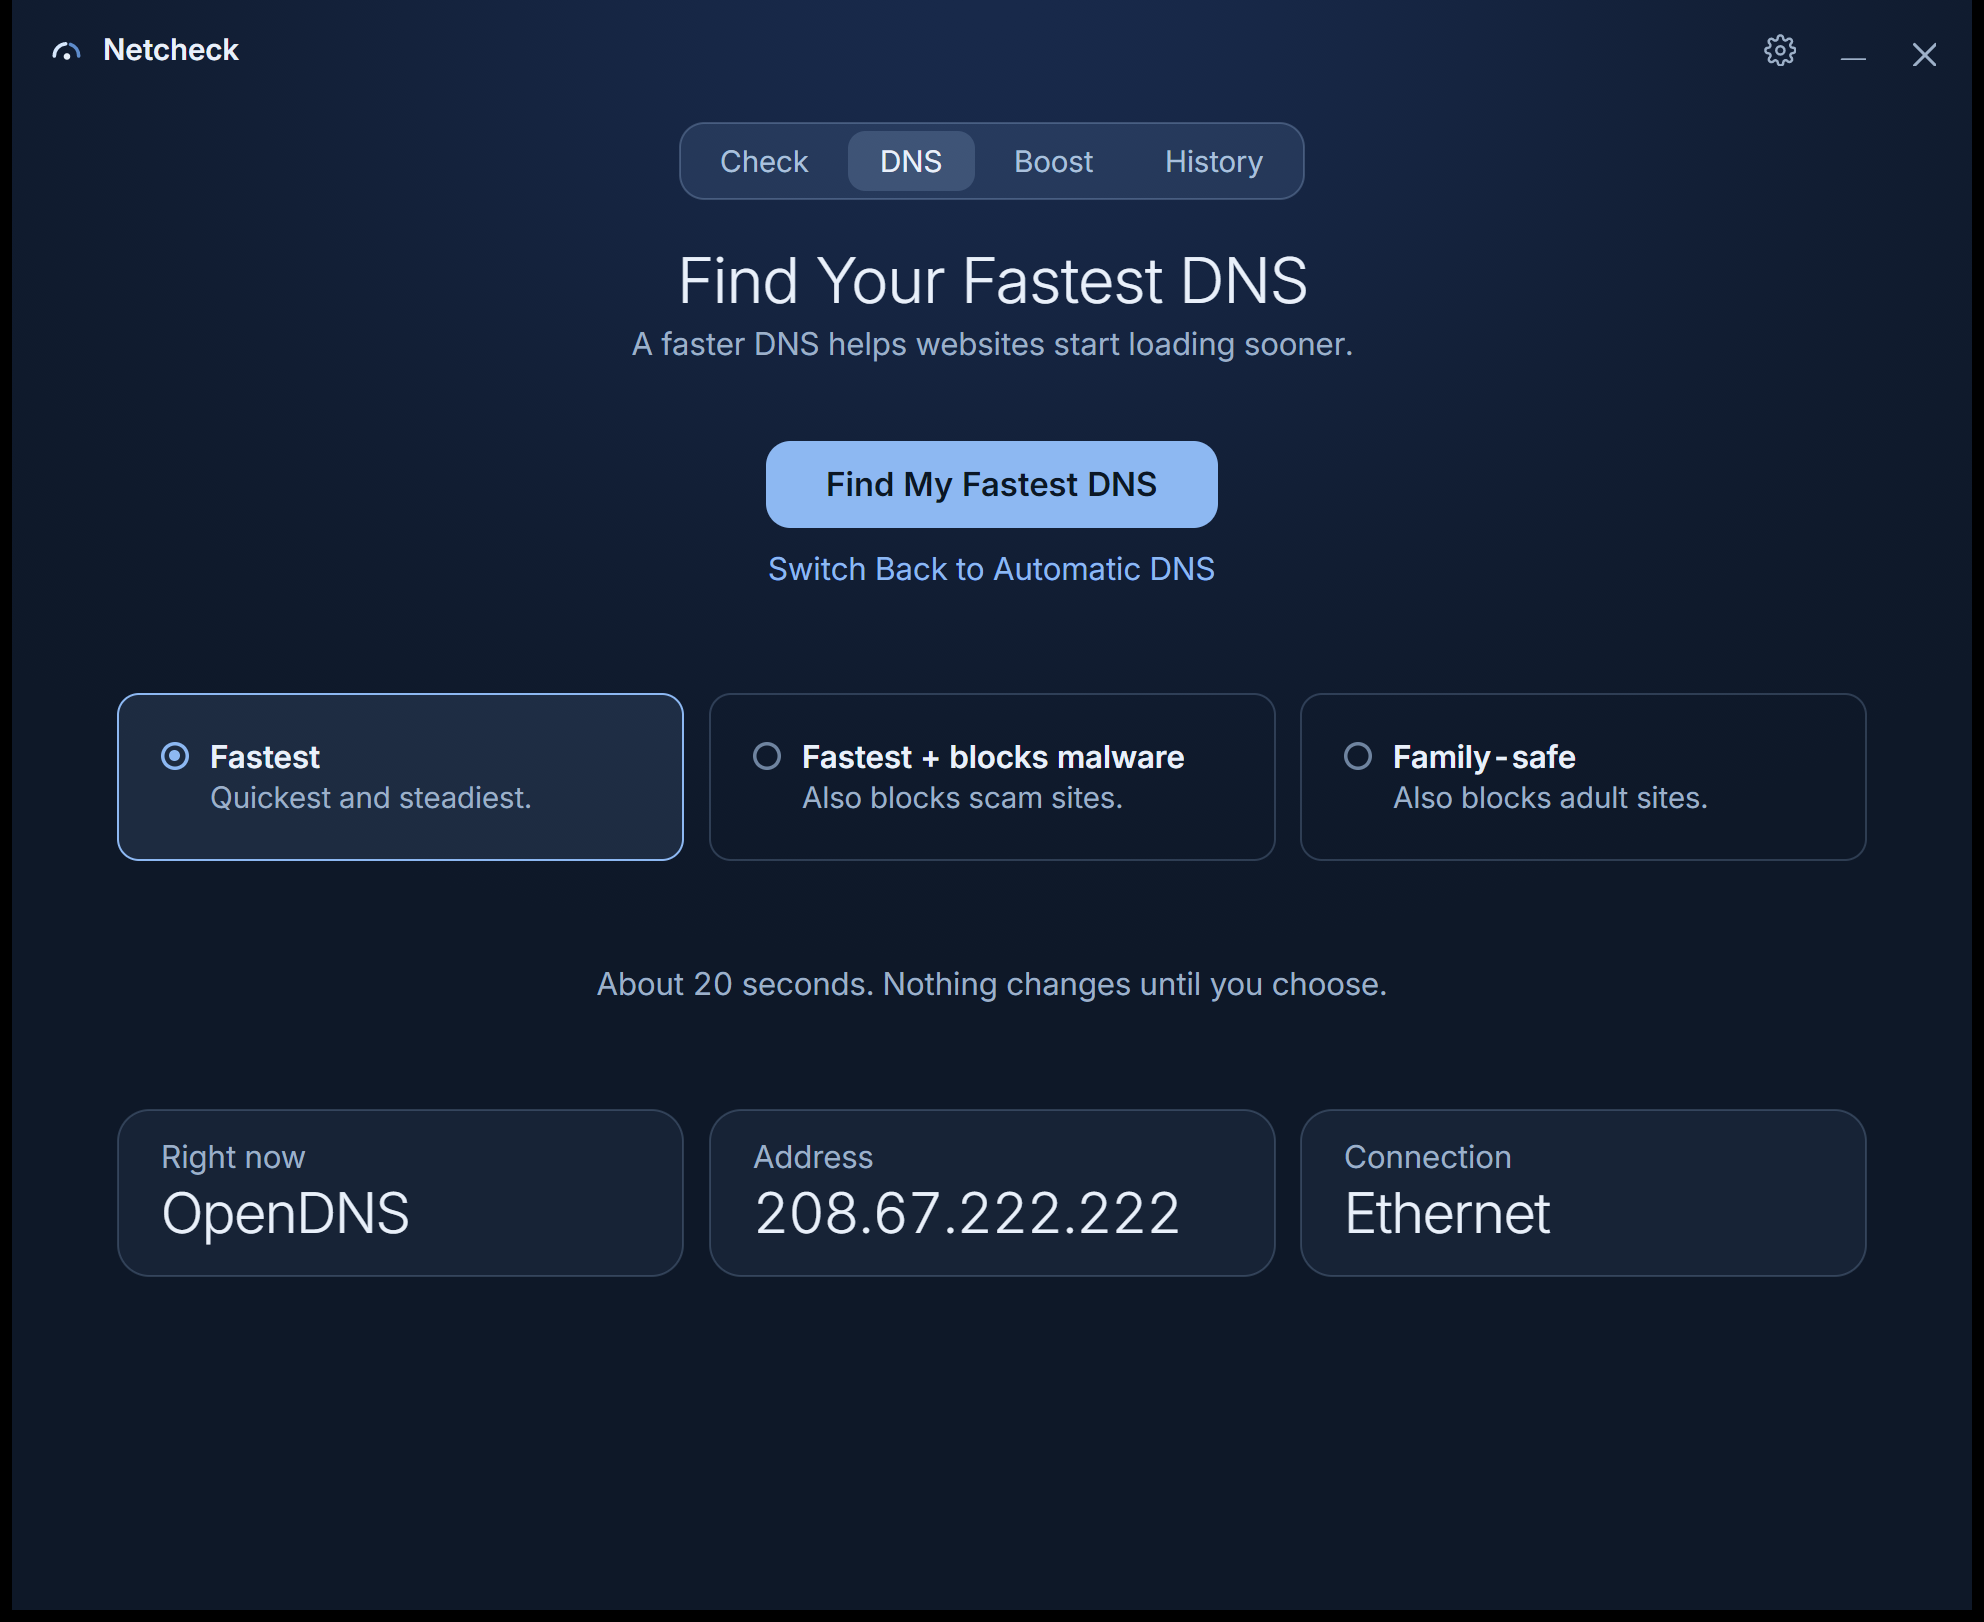 Netcheck
Check DNS Boost History
Find Your Fastest DNS
A faster DNS helps websites start loading sooner.
Find My Fastest DNS
Switch Back to Automatic DNS
Fastest
Quickest and steadiest.
Fastest + blocks malware
Also blocks scam sites.
Family-safe
Also blocks adult sites.
About 20 seconds. Nothing changes until you choose.
Right now
OpenDNS
Address
208.67.222.222
Connection
Ethernet